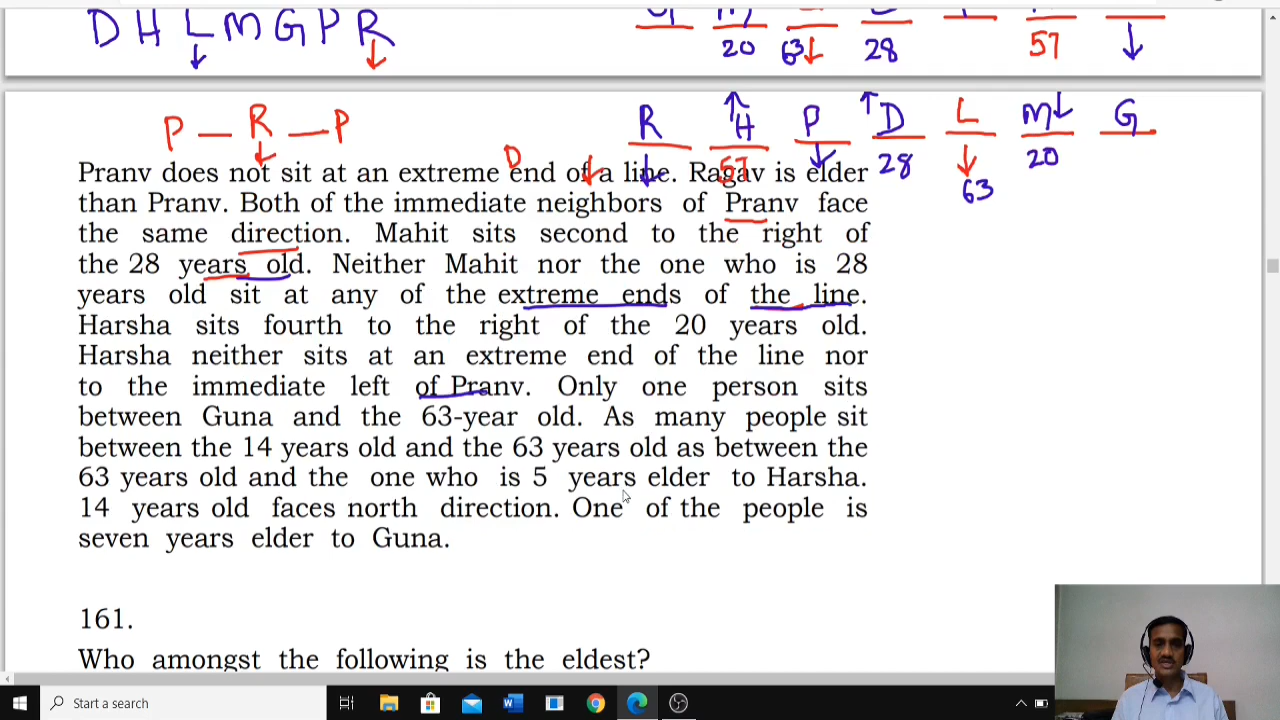 D H L M G P R
20 63 28 57
P — R — P R H P D L M G
57 28 63 20
D
Pranv does not sit at an extreme end of a line. Ragav is elder
than Pranv. Both of the immediate neighbors of Pranv face
the same direction. Mahit sits second to the right of
the 28 years old. Neither Mahit nor the one who is 28
years old sit at any of the extreme ends of the line.
Harsha sits fourth to the right of the 20 years old.
Harsha neither sits at an extreme end of the line nor
to the immediate left of Pranv. Only one person sits
between Guna and the 63-year old. As many people sit
between the 14 years old and the 63 years old as between the
63 years old and the one who is 5 years elder to Harsha.
14 years old faces north direction. One of the people is
seven years elder to Guna.
161.
Who amongst the following is the eldest?
Start a search